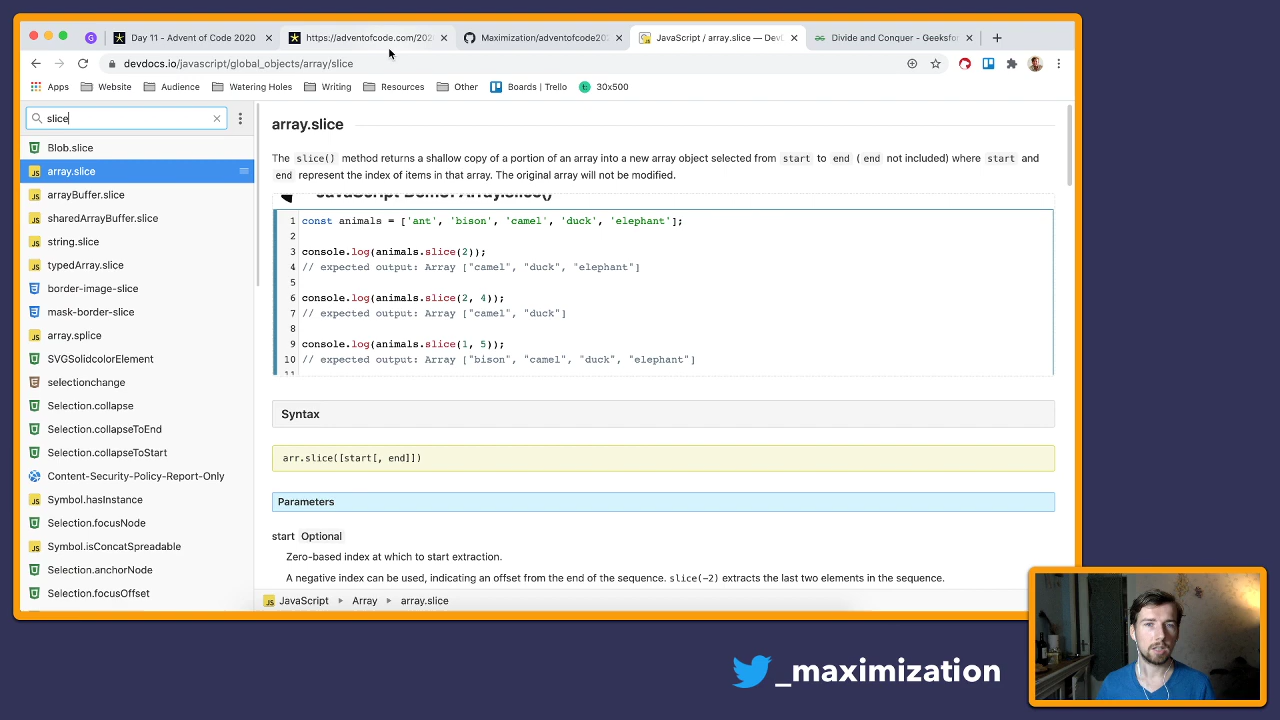 Day 11 - Advent of Code 2020
https://adventofcode.com/202
Maximization/adventofcode202
JavaScript / array.slice — Dev
Divide and Conquer - Geeksfo
devdocs.io/javascript/global_objects/array/slice
Apps
Website
Audience
Watering Holes
Writing
Resources
Other
Boards | Trello
30x500
slice
Blob.slice
array.slice
arrayBuffer.slice
sharedArrayBuffer.slice
string.slice
typedArray.slice
border-image-slice
mask-border-slice
array.splice
SVGSolidcolorElement
selectionchange
Selection.collapse
Selection.collapseToEnd
Selection.collapseToStart
Content-Security-Policy-Report-Only
Symbol.hasInstance
Selection.focusNode
Symbol.isConcatSpreadable
Selection.anchorNode
Selection.focusOffset
array.slice
The slice() method returns a shallow copy of a portion of an array into a new array object selected from start to end ( end not included) where start and
end represent the index of items in that array. The original array will not be modified.
JavaScript Demo: Array.slice()
1 const animals = ['ant', 'bison', 'camel', 'duck', 'elephant'];
2
3 console.log(animals.slice(2));
4 // expected output: Array ["camel", "duck", "elephant"]
5
6 console.log(animals.slice(2, 4));
7 // expected output: Array ["camel", "duck"]
8
9 console.log(animals.slice(1, 5));
10 // expected output: Array ["bison", "camel", "duck", "elephant"]
11
Syntax
arr.slice([start[, end]])
Parameters
start Optional
Zero-based index at which to start extraction.
A negative index can be used, indicating an offset from the end of the sequence. slice(-2) extracts the last two elements in the sequence.
JavaScript
Array
array.slice
_maximization